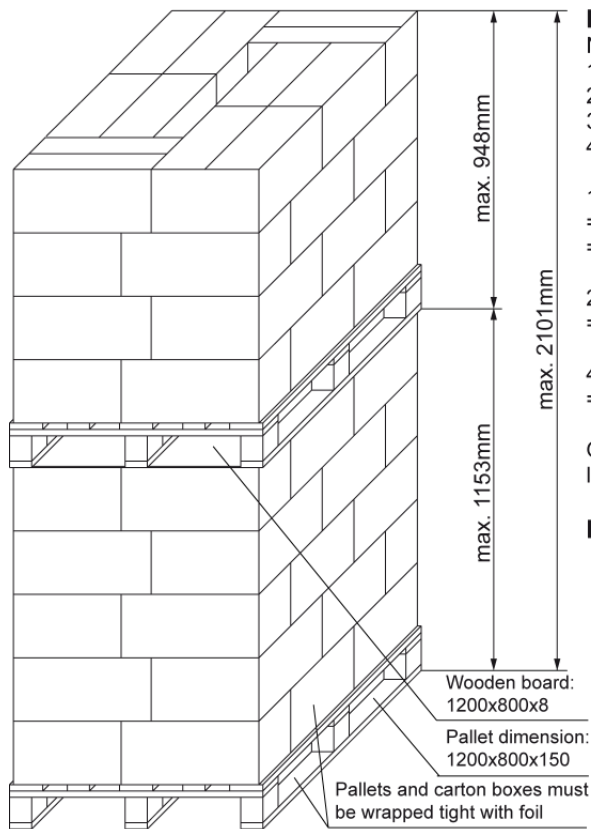 max. 948mm
max. 2101mm
max. 1153mm
Wooden board:
1200x800x8
Pallet dimension:
1200x800x150
Pallets and carton boxes must
be wrapped tight with foil